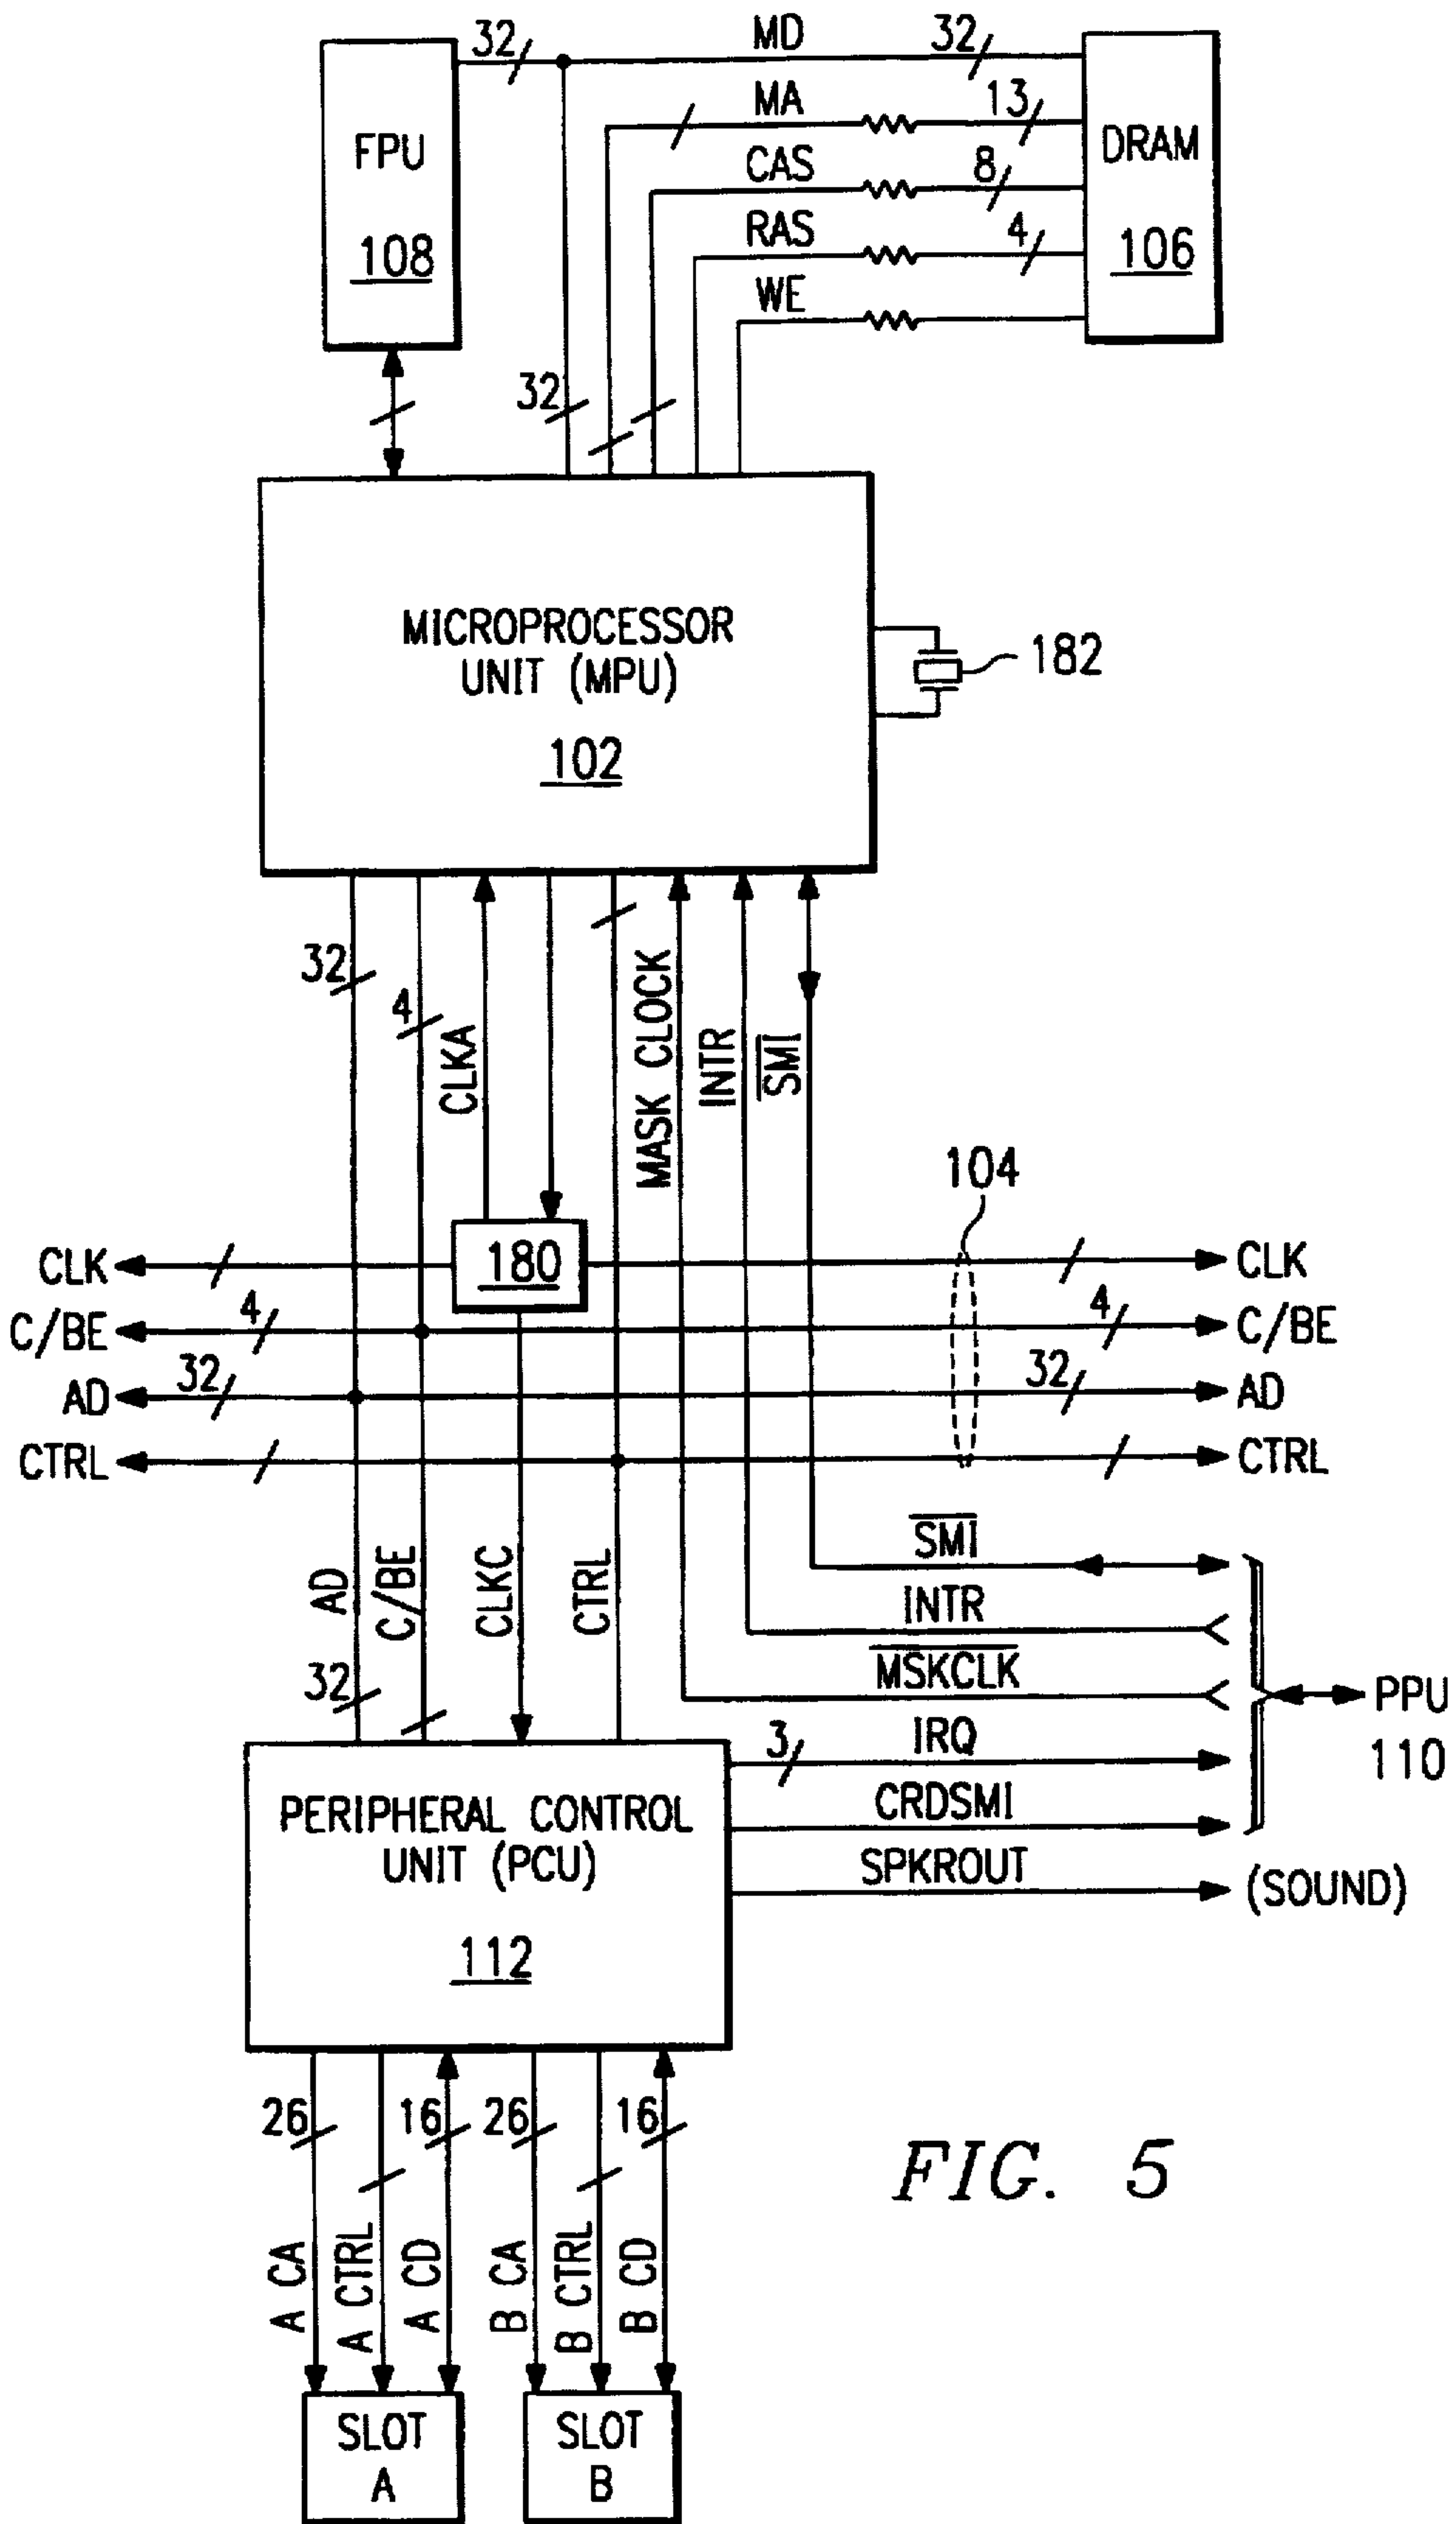 32
MD
32
FPU
108
MA
13
DRAM
106
CAS
8
RAS
4
WE
32
MICROPROCESSOR
UNIT (MPU)
102
182
32
4
CLKA
MASK CLOCK
INTR
S̅M̅I̅
104
CLK
180
CLK
C/BE
4
4
C/BE
AD
32
32
AD
CTRL
CTRL
AD
C/BE
CLKC
CTRL
32
S̅M̅I̅
INTR
M̅S̅K̅C̅L̅K̅
PPU
110
3
IRQ
CRDSMI
SPKROUT
(SOUND)
PERIPHERAL CONTROL
UNIT (PCU)
112
26
16
26
16
A CA
A CTRL
A CD
B CA
B CTRL
B CD
SLOT
A
SLOT
B
FIG. 5